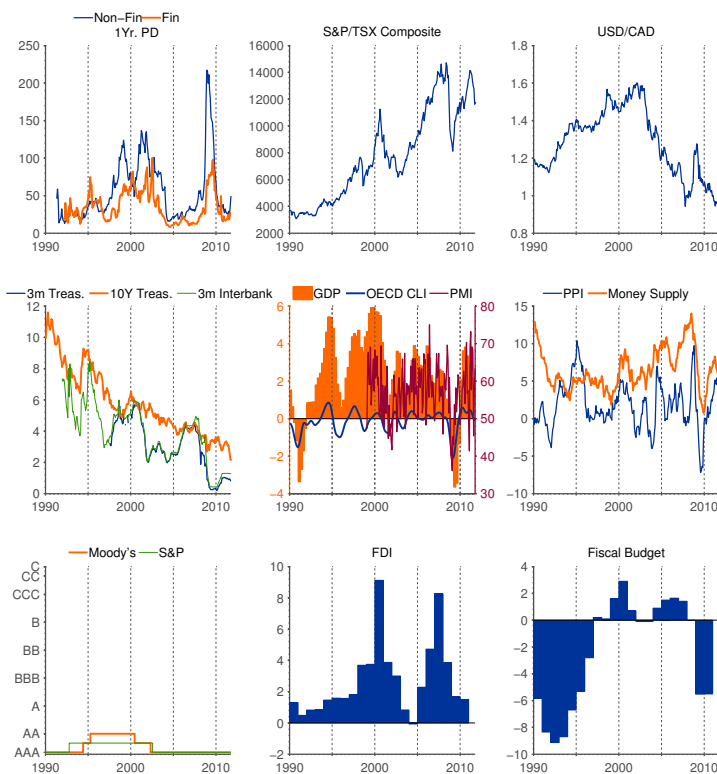 Non-Fin Fin
1Yr. PD
S&P/TSX Composite
USD/CAD
250
200
150
100
50
0
1990 2000 2010
16000
14000
12000
10000
8000
6000
4000
2000
1990 2000 2010
1.8
1.6
1.4
1.2
1
0.8
1990 2000 2010
3m Treas. 10Y Treas. 3m Interbank
12
10
8
6
4
2
0
1990 2000 2010
GDP OECD CLI PMI
6
4
2
0
−2
−4
80
70
60
50
40
30
1990 2000 2010
PPI Money Supply
15
10
5
0
−5
−10
1990 2000 2010
Moody's S&P
C
CC
CCC
B
BB
BBB
A
AA
AAA
1990 2000 2010
FDI
10
8
6
4
2
0
−2
1990 2000 2010
Fiscal Budget
4
2
0
−2
−4
−6
−8
−10
1990 2000 2010